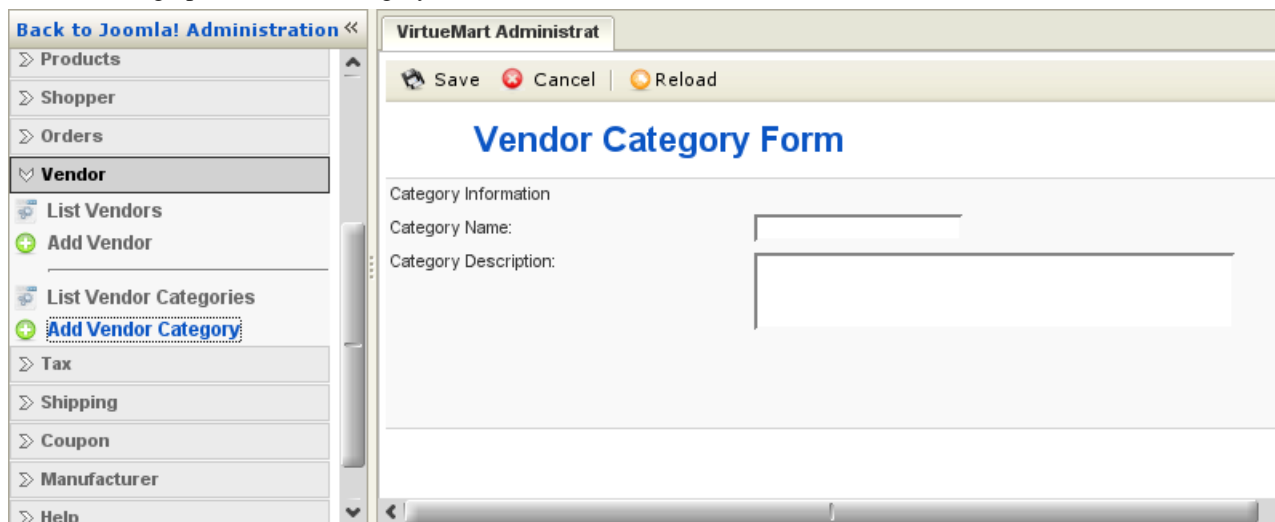 Back to Joomla! Administration «
Products
Shopper
Orders
Vendor
List Vendors
Add Vendor
List Vendor Categories
Add Vendor Category
Tax
Shipping
Coupon
Manufacturer
Help
VirtueMart Administrat
Save Cancel | Reload
Vendor Category Form
Category Information
Category Name:
Category Description: